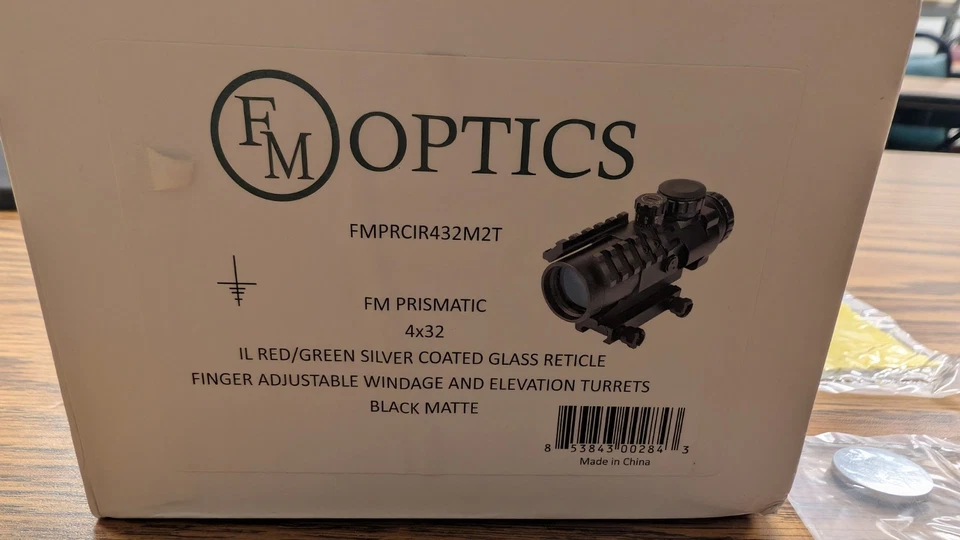 FM OPTICS
FMPRCIR432M2T
FM PRISMATIC
4x32
IL RED/GREEN SILVER COATED GLASS RETICLE
FINGER ADJUSTABLE WINDAGE AND ELEVATION TURRETS
BLACK MATTE
8 53843 00284 3
Made in China